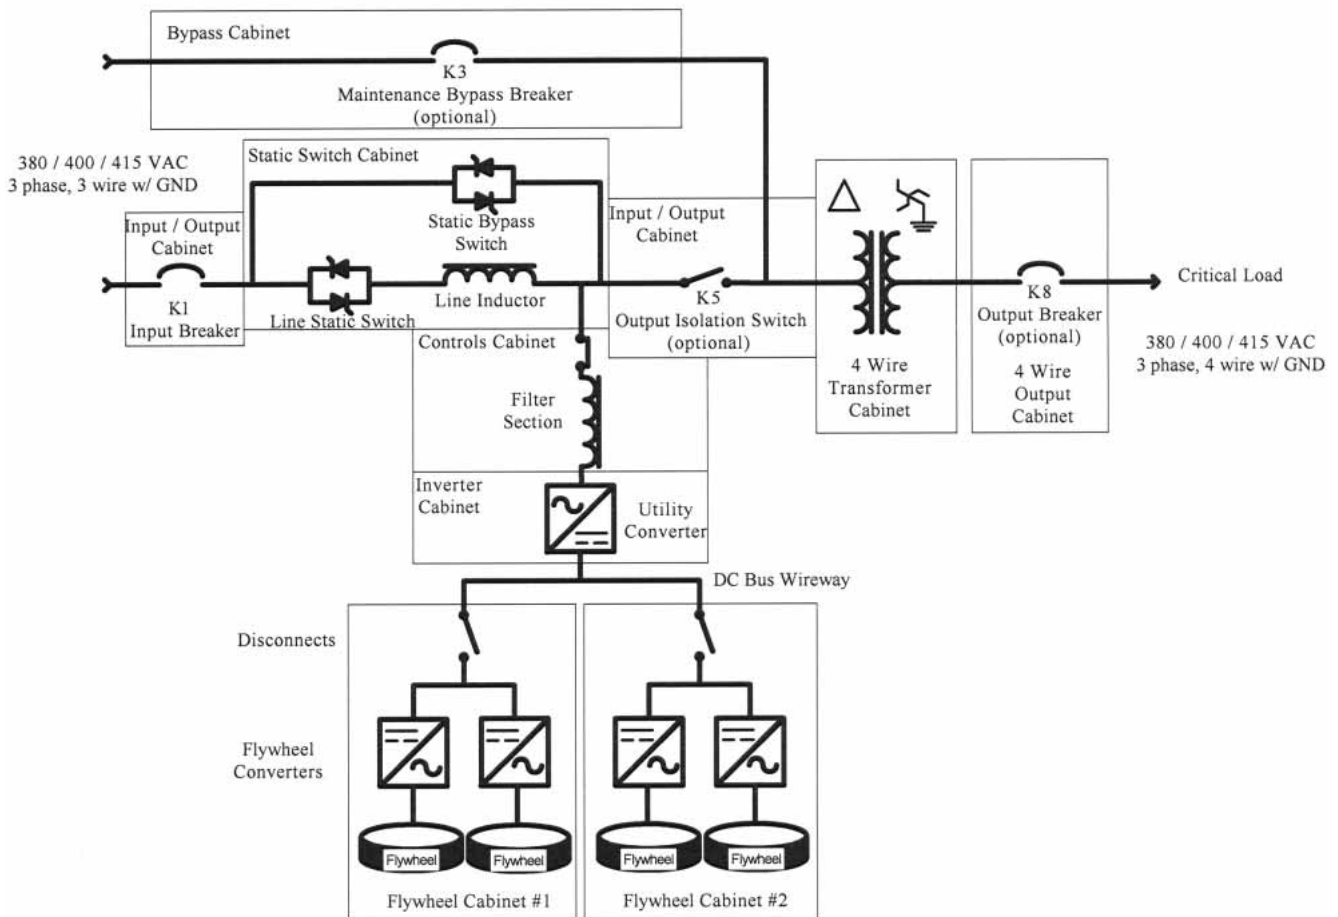 Bypass Cabinet
K3
Maintenance Bypass Breaker
(optional)
380 / 400 / 415 VAC
3 phase, 3 wire w/ GND
Static Switch Cabinet
Static Bypass
Switch
Input / Output
Cabinet
K1
Input Breaker
Line Static Switch
Line Inductor
Input / Output
Cabinet
K5
Output Isolation Switch
(optional)
4 Wire
Transformer
Cabinet
K8
Output Breaker
(optional)
4 Wire
Output
Cabinet
Critical Load
380 / 400 / 415 VAC
3 phase, 4 wire w/ GND
Controls Cabinet
Filter
Section
Inverter
Cabinet
Utility
Converter
DC Bus Wireway
Disconnects
Flywheel
Converters
Flywheel
Flywheel
Flywheel
Flywheel
Flywheel Cabinet #1
Flywheel Cabinet #2